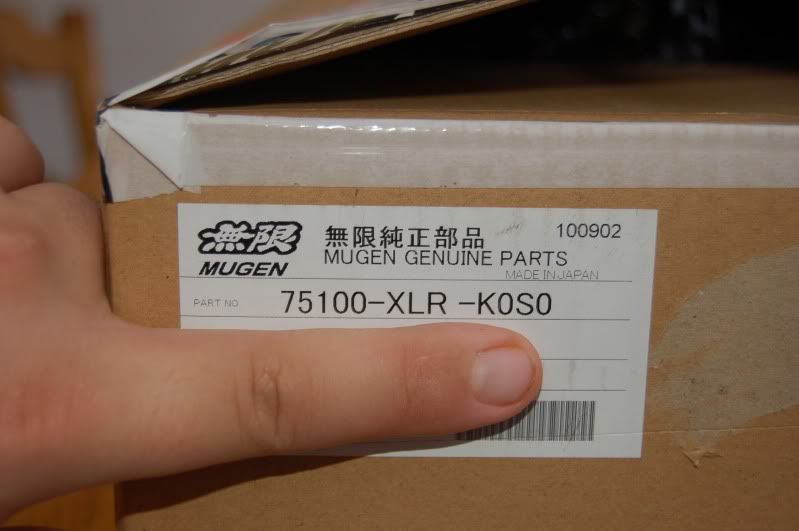 無限
MUGEN
無限純正部品
100902
MUGEN GENUINE PARTS
MADE IN JAPAN
PART NO
75100-XLR -K0S0